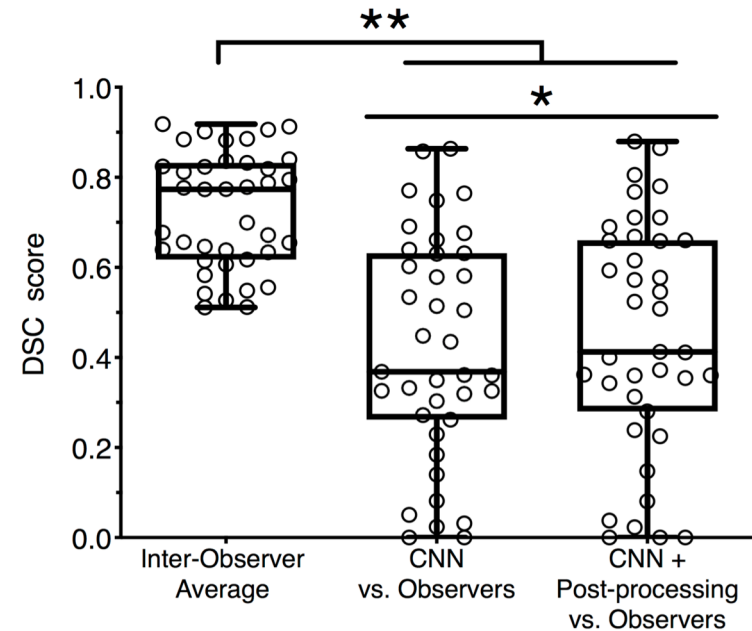 **
*
1.0
0.8
0.6
0.4
0.2
0.0
DSC score
Inter-Observer
Average
CNN
vs. Observers
CNN +
Post-processing
vs. Observers